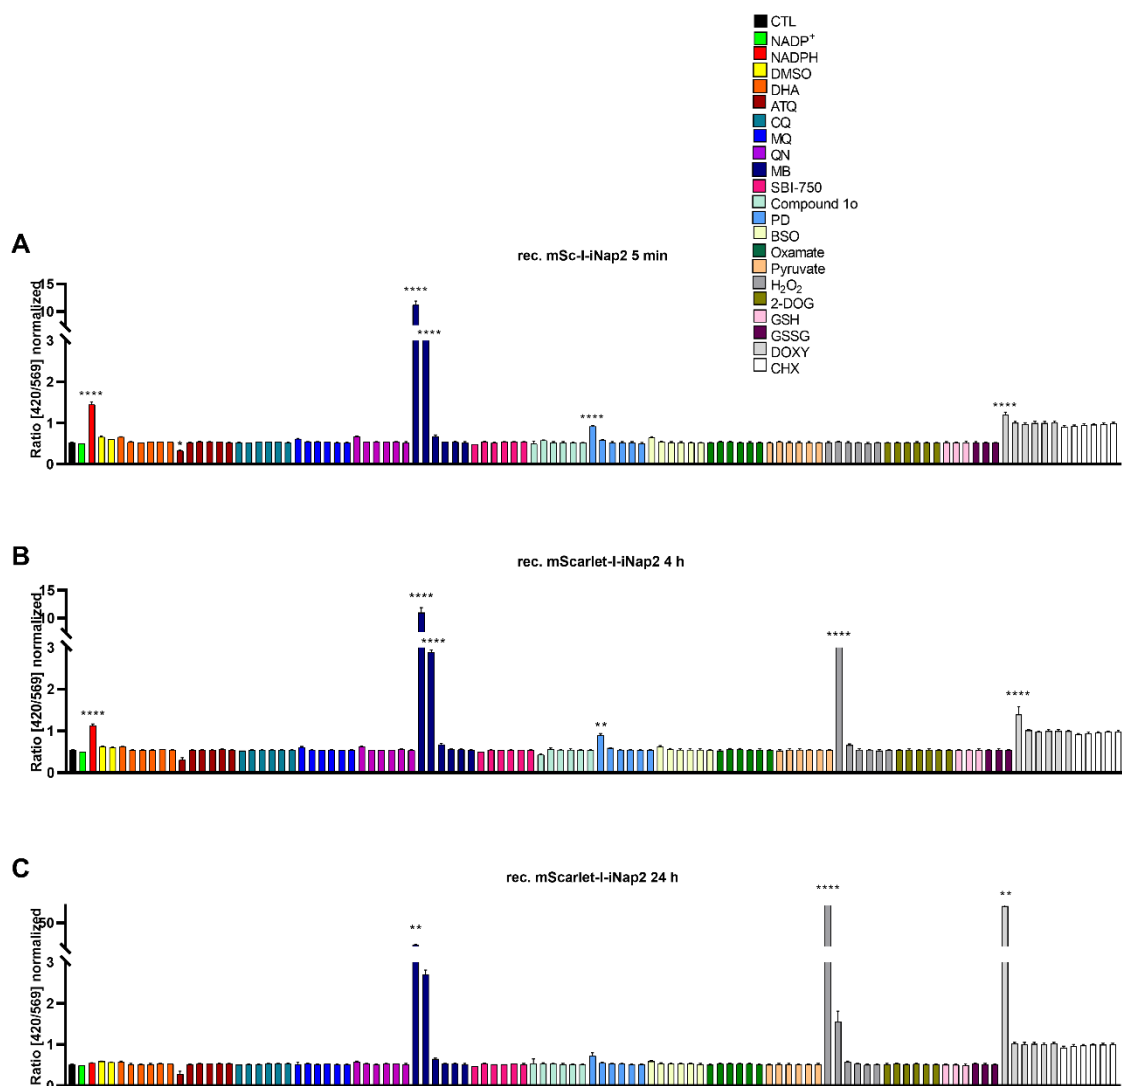 CTL
NADP+
NADPH
DMSO
DHA
ATQ
CQ
MQ
QN
MB
SBI-750
Compound 1o
PD
BSO
Oxamate
Pyruvate
H2O2
2-DOG
GSH
GSSG
DOXY
CHX
A
rec. mSc-I-iNap2 5 min
Ratio [420/569] normalized
15
10
3
2
1
0
****
*
****
****
****
****
B
rec. mScarlet-I-iNap2 4 h
Ratio [420/569] normalized
15
10
3
2
1
0
****
****
****
**
****
****
C
rec. mScarlet-I-iNap2 24 h
Ratio [420/569] normalized
50
3
2
1
0
**
****
**